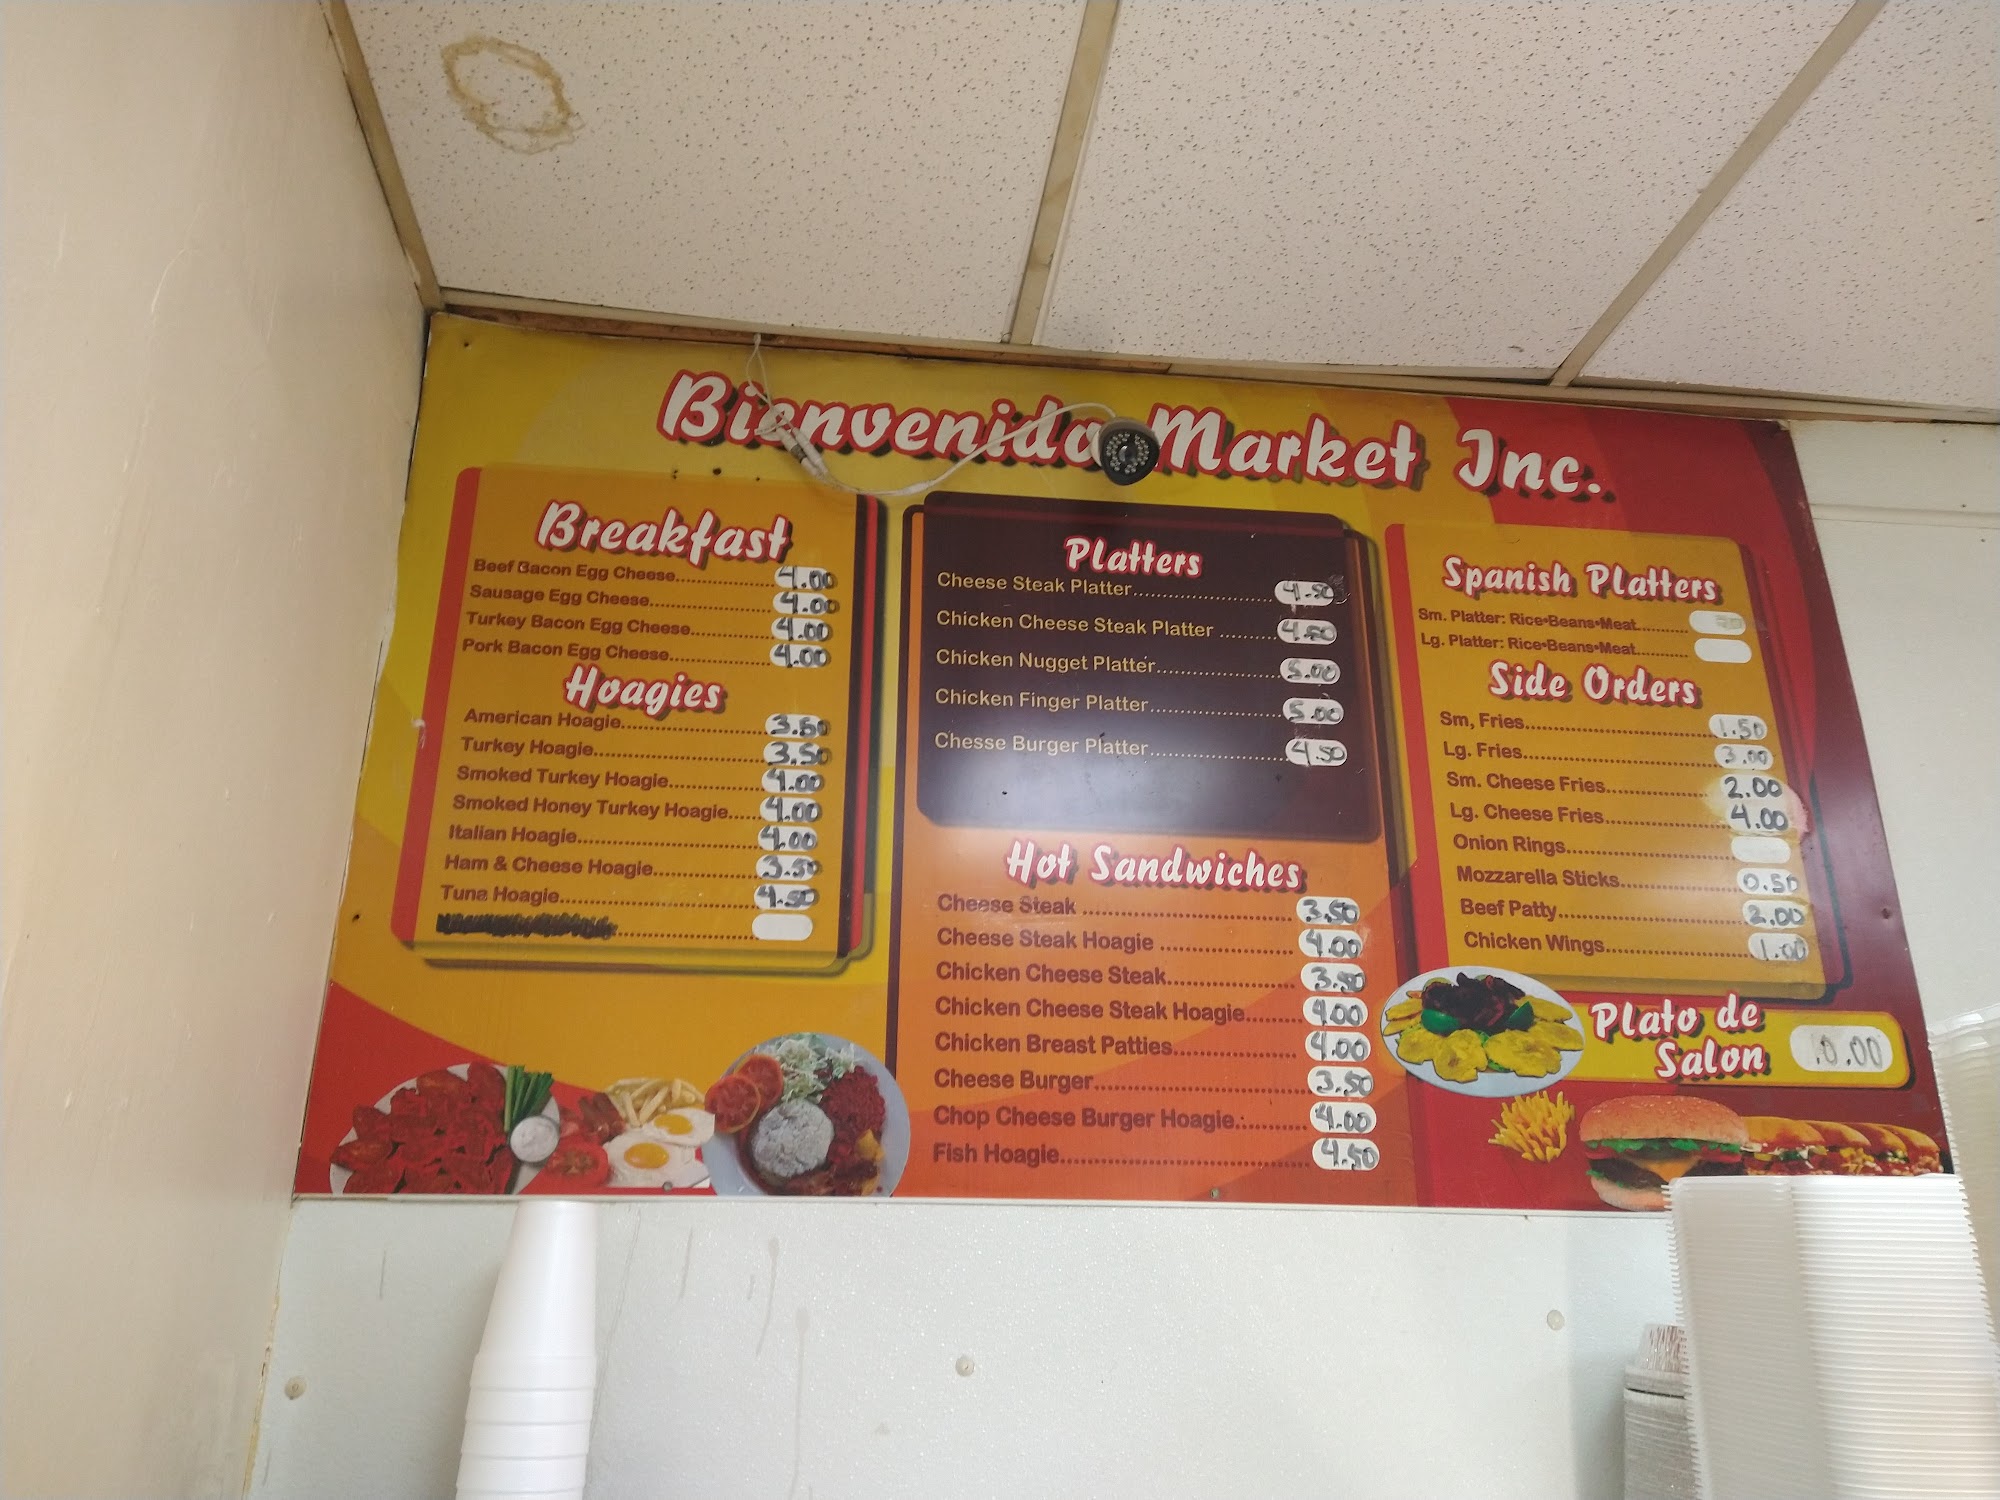 Bienvenido Market Inc.
Breakfast
Beef Bacon Egg Cheese.................4.00
Sausage Egg Cheese.....................4.00
Turkey Bacon Egg Cheese..............4.00
Pork Bacon Egg Cheese.................4.00
Hoagies
American Hoagie........................3.50
Turkey Hoagie............................3.50
Smoked Turkey Hoagie................4.00
Smoked Honey Turkey Hoagie......4.00
Italian Hoagie..............................4.00
Ham & Cheese Hoagie.................3.50
Tuna Hoagie................................4.50
Platters
Cheese Steak Platter........................4.50
Chicken Cheese Steak Platter ..........4.50
Chicken Nugget Platter.....................5.00
Chicken Finger Platter......................5.00
Chesse Burger Platter.......................4.50
Hot Sandwiches
Cheese Steak ...................................3.50
Cheese Steak Hoagie ......................4.00
Chicken Cheese Steak.....................3.50
Chicken Cheese Steak Hoagie.........4.00
Chicken Breast Patties....................4.00
Cheese Burger..................................3.50
Chop Cheese Burger Hoagie...........4.00
Fish Hoagie.......................................4.50
Spanish Platters
Sm. Platter: Rice•Beans•Meat...........
Lg. Platter: Rice•Beans•Meat...........
Side Orders
Sm, Fries................................1.50
Lg. Fries..................................3.00
Sm. Cheese Fries...................2.00
Lg. Cheese Fries....................4.00
Onion Rings............................
Mozzarella Sticks....................0.50
Beef Patty................................2.00
Chicken Wings........................1.00
Plato de
Salon
.0.00